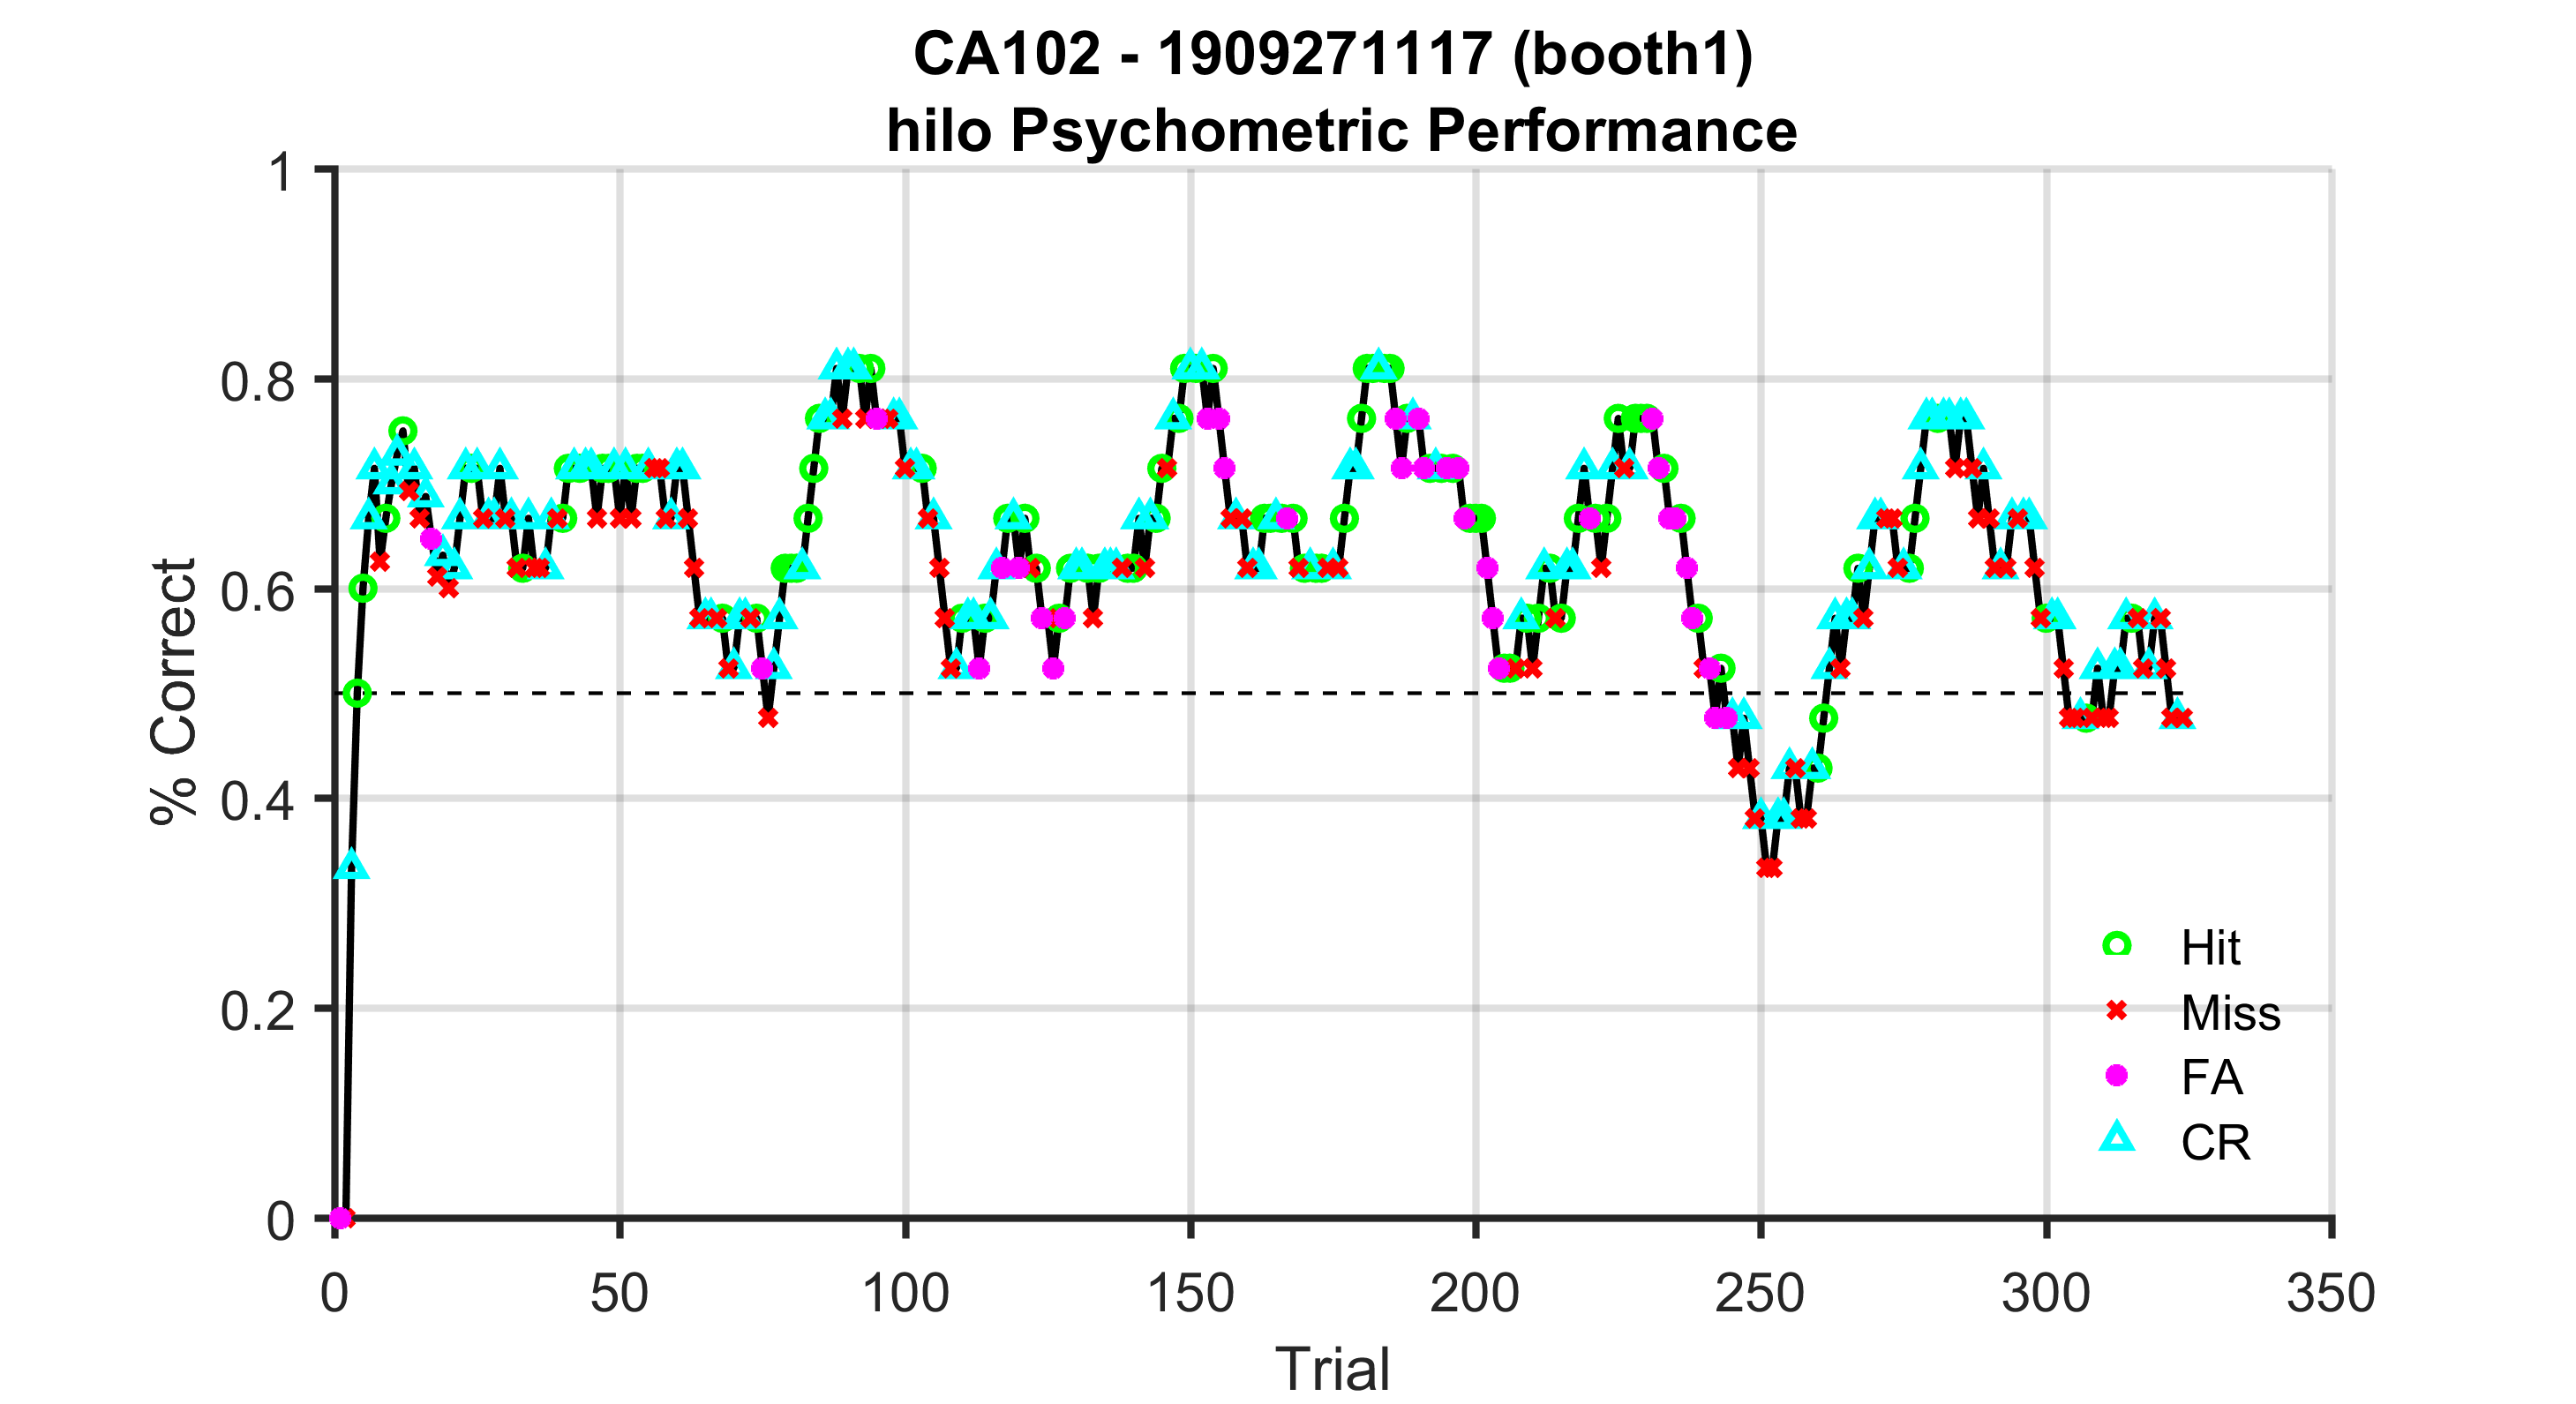 CA102 - 1909271117 (booth1)
hilo Psychometric Performance
1
0.8
0.6
0.4
0.2
0
% Correct
Hit
Miss
FA
CR
0 50 100 150 200 250 300 350
Trial